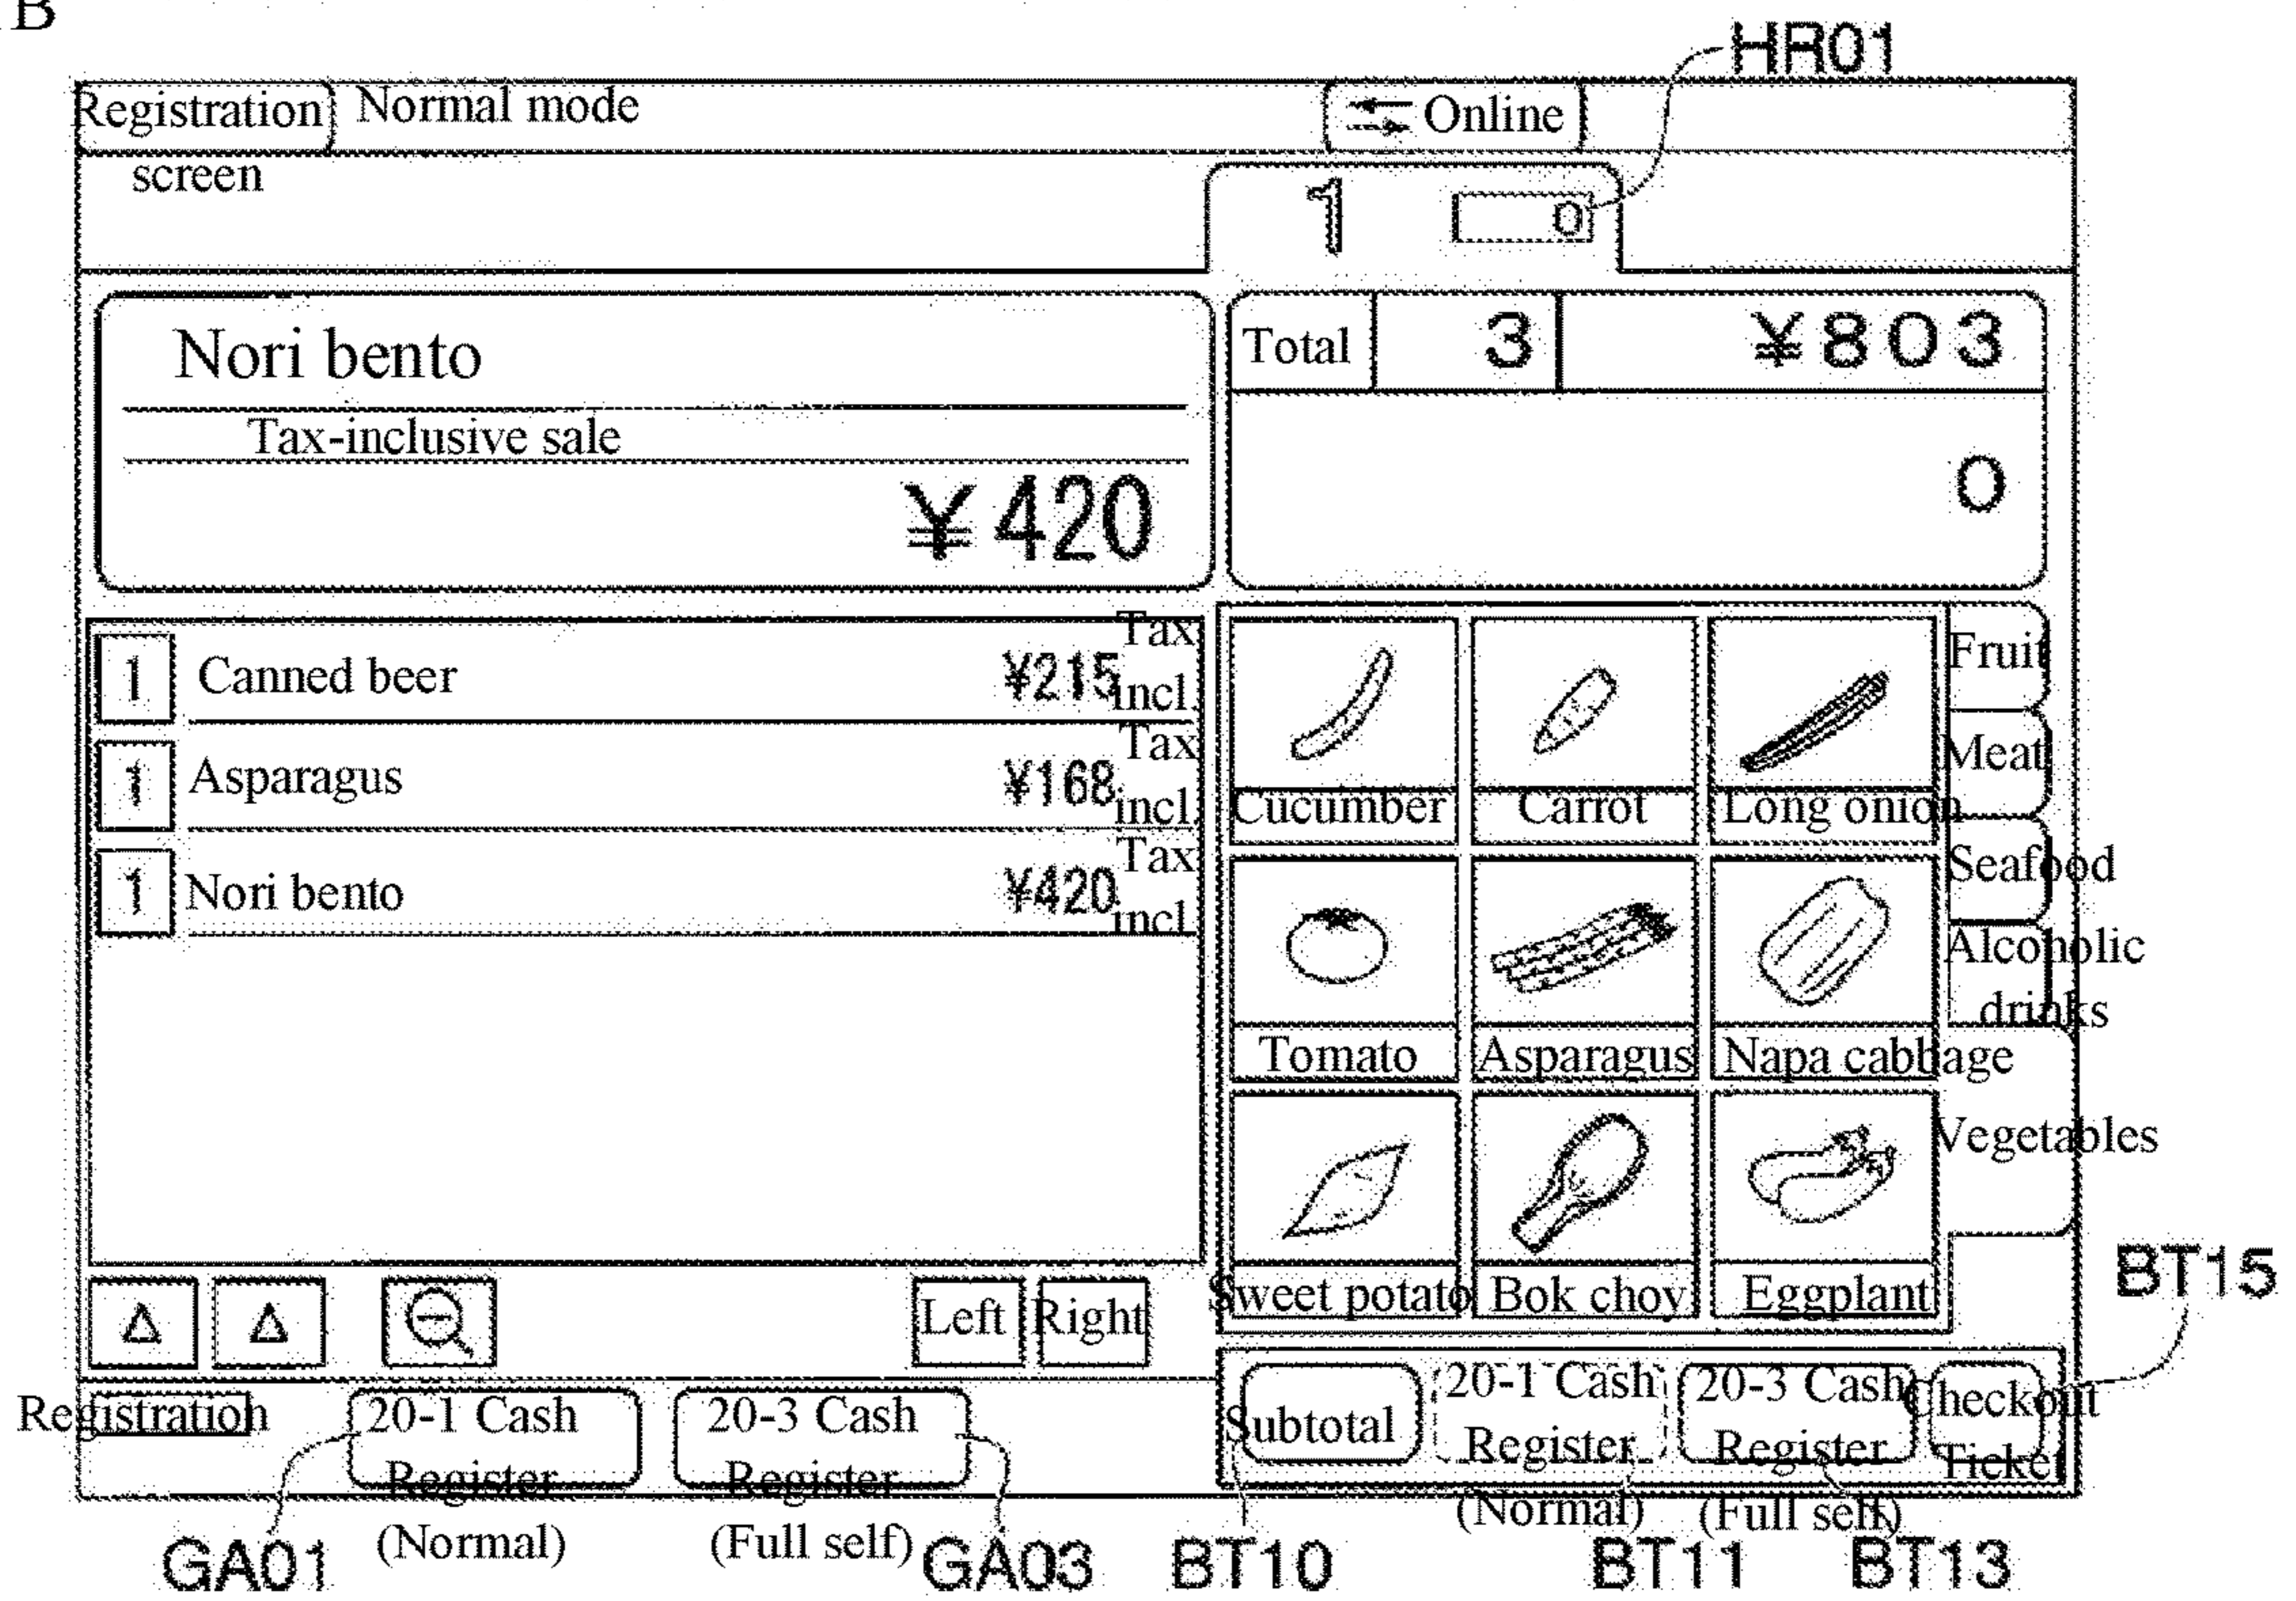 1B
HR01
Registration screen
Normal mode
Online
1
0
Nori bento
Tax-inclusive sale
¥420
Total
3
¥803
0
1 Canned beer ¥215 Tax incl.
1 Asparagus ¥168 Tax incl.
1 Nori bento ¥420 Tax incl.
Cucumber
Carrot
Long onion
Tomato
Asparagus
Napa cabbage
Sweet potato
Bok choy
Eggplant
Fruit
Meat
Seafood
Alcoholic drinks
Vegetables
BT15
Left
Right
Registration
20-1 Cash Register (Normal)
20-3 Cash Register (Full self)
Subtotal
20-1 Cash Register (Normal)
20-3 Cash Register (Full self)
Checkout Ticket
GA01
GA03
BT10
BT11
BT13